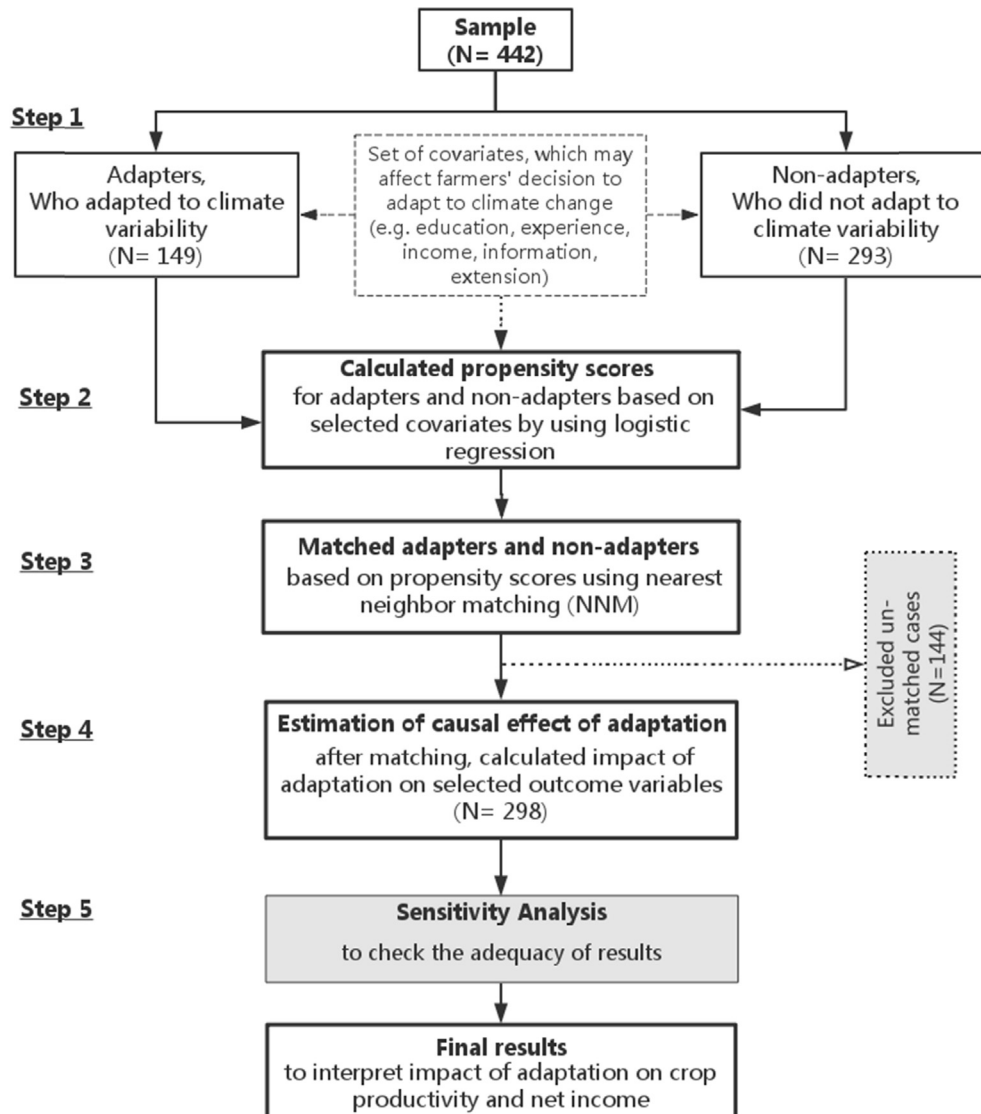 Sample
(N= 442)
Step 1
Adapters,
Who adapted to climate
variability
(N= 149)
Set of covariates, which may
affect farmers' decision to
adapt to climate change
(e.g. education, experience,
income, information,
extension)
Non-adapters,
Who did not adapt to
climate variability
(N= 293)
Step 2
Calculated propensity scores
for adapters and non-adapters based on
selected covariates by using logistic
regression
Step 3
Matched adapters and non-adapters
based on propensity scores using nearest
neighbor matching (NNM)
Excluded un-
matched cases
(N=144)
Step 4
Estimation of causal effect of adaptation
after matching, calculated impact of
adaptation on selected outcome variables
(N= 298)
Step 5
Sensitivity Analysis
to check the adequacy of results
Final results
to interpret impact of adaptation on crop
productivity and net income